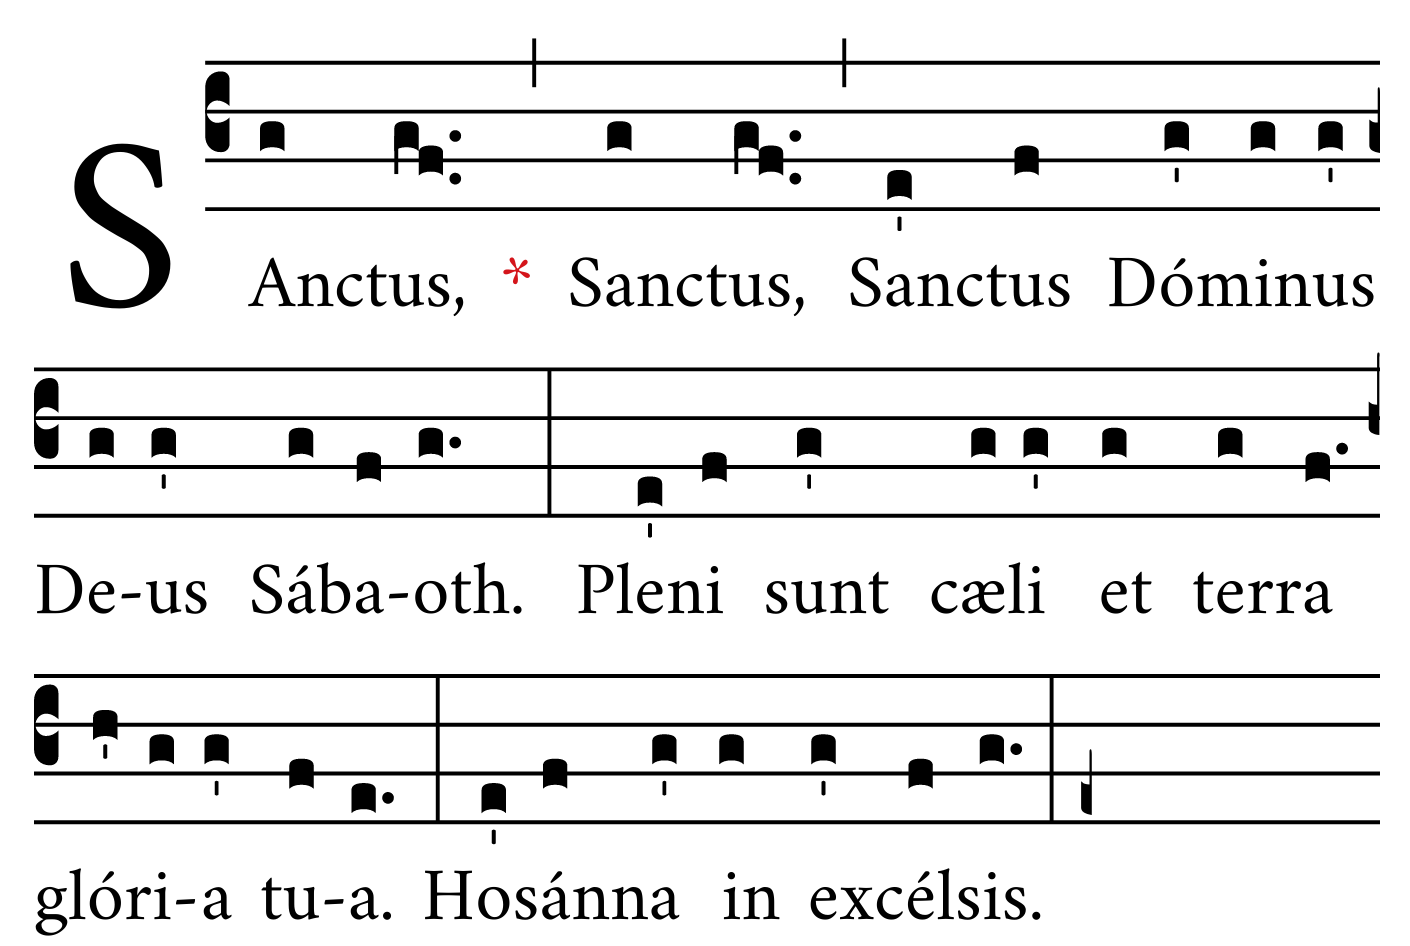 SAnctus, * Sanctus, Sanctus Dóminus
De-us Sába-oth. Pleni sunt cæli et terra
glóri-a tu-a. Hosánna in excélsis.